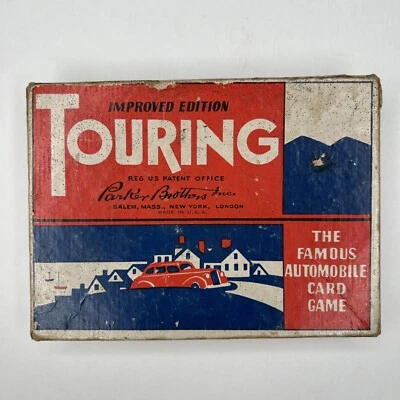 IMPROVED EDITION
TOURING
REG US PATENT OFFICE
Parker Brothers Inc.
SALEM, MASS., NEW YORK, LONDON
MADE IN U.S.A.
THE
FAMOUS
AUTOMOBILE
CARD
GAME